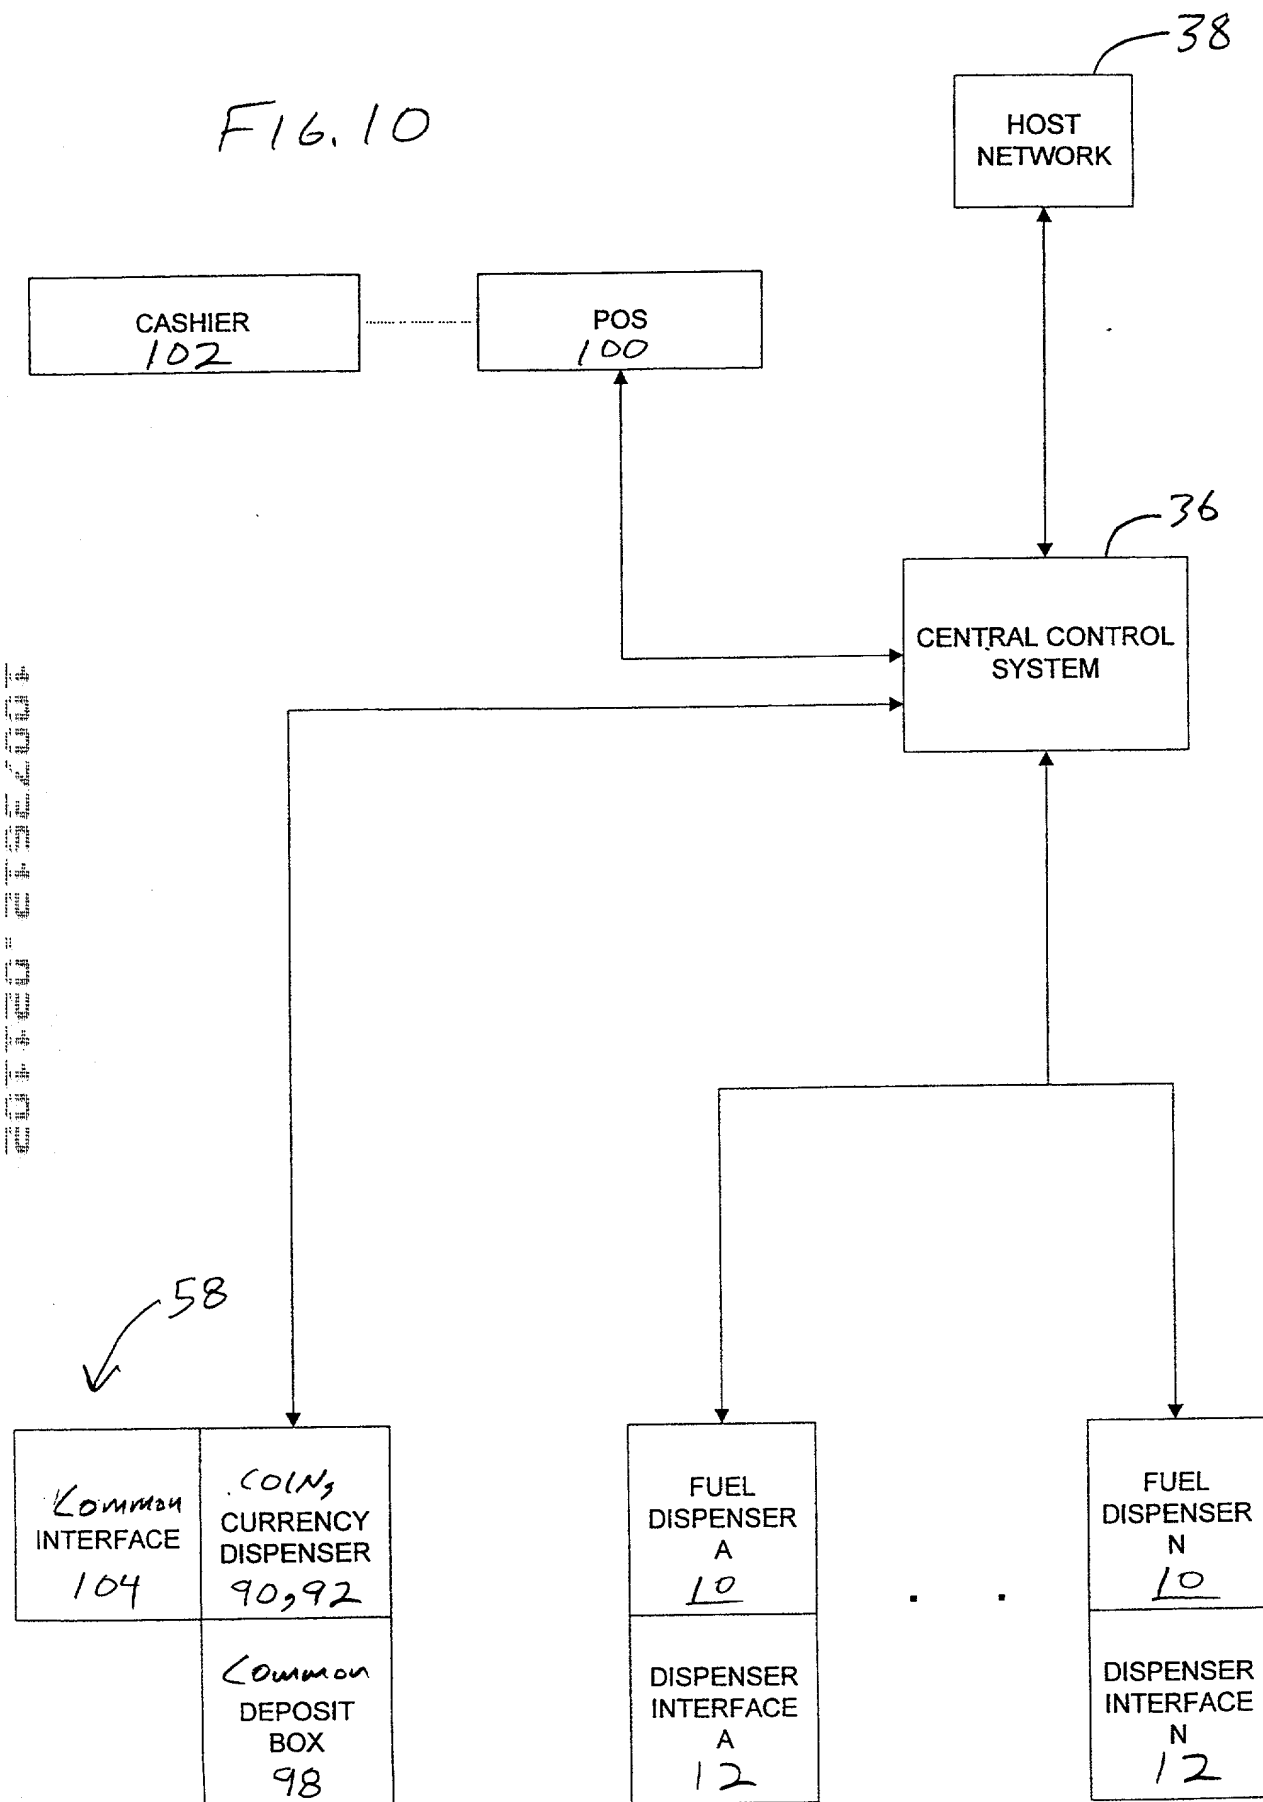 FIG. 10
38
HOST
NETWORK
CASHIER
102
POS
100
36
CENTRAL CONTROL
SYSTEM
58
Common
INTERFACE
104
COIN,
CURRENCY
DISPENSER
90,92
Common
DEPOSIT
BOX
98
FUEL
DISPENSER
A
10
DISPENSER
INTERFACE
A
12
. .
FUEL
DISPENSER
N
10
DISPENSER
INTERFACE
N
12